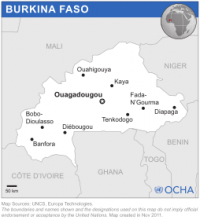 BURKINA FASO
MALI
NIGER
Ouahigouya
Kaya
Ouagadougou
Fada-
N'Gourma
Diapaga
Bobo-
Dioulasso
Tenkodogo
Diébougou
Banfora
BENIN
TOGO
GHANA
CÔTE D'IVOIRE
50 km
OCHA
Map Sources: UNCS, Europa Technologies.
The boundaries and names shown and the designations used on this map do not imply official
endorsement or acceptance by the United Nations. Map created in Nov 2011.